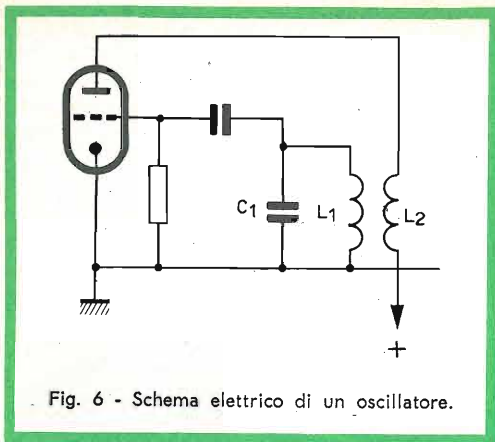 C1
L1
L2
+
Fig. 6 - Schema elettrico di un oscillatore.